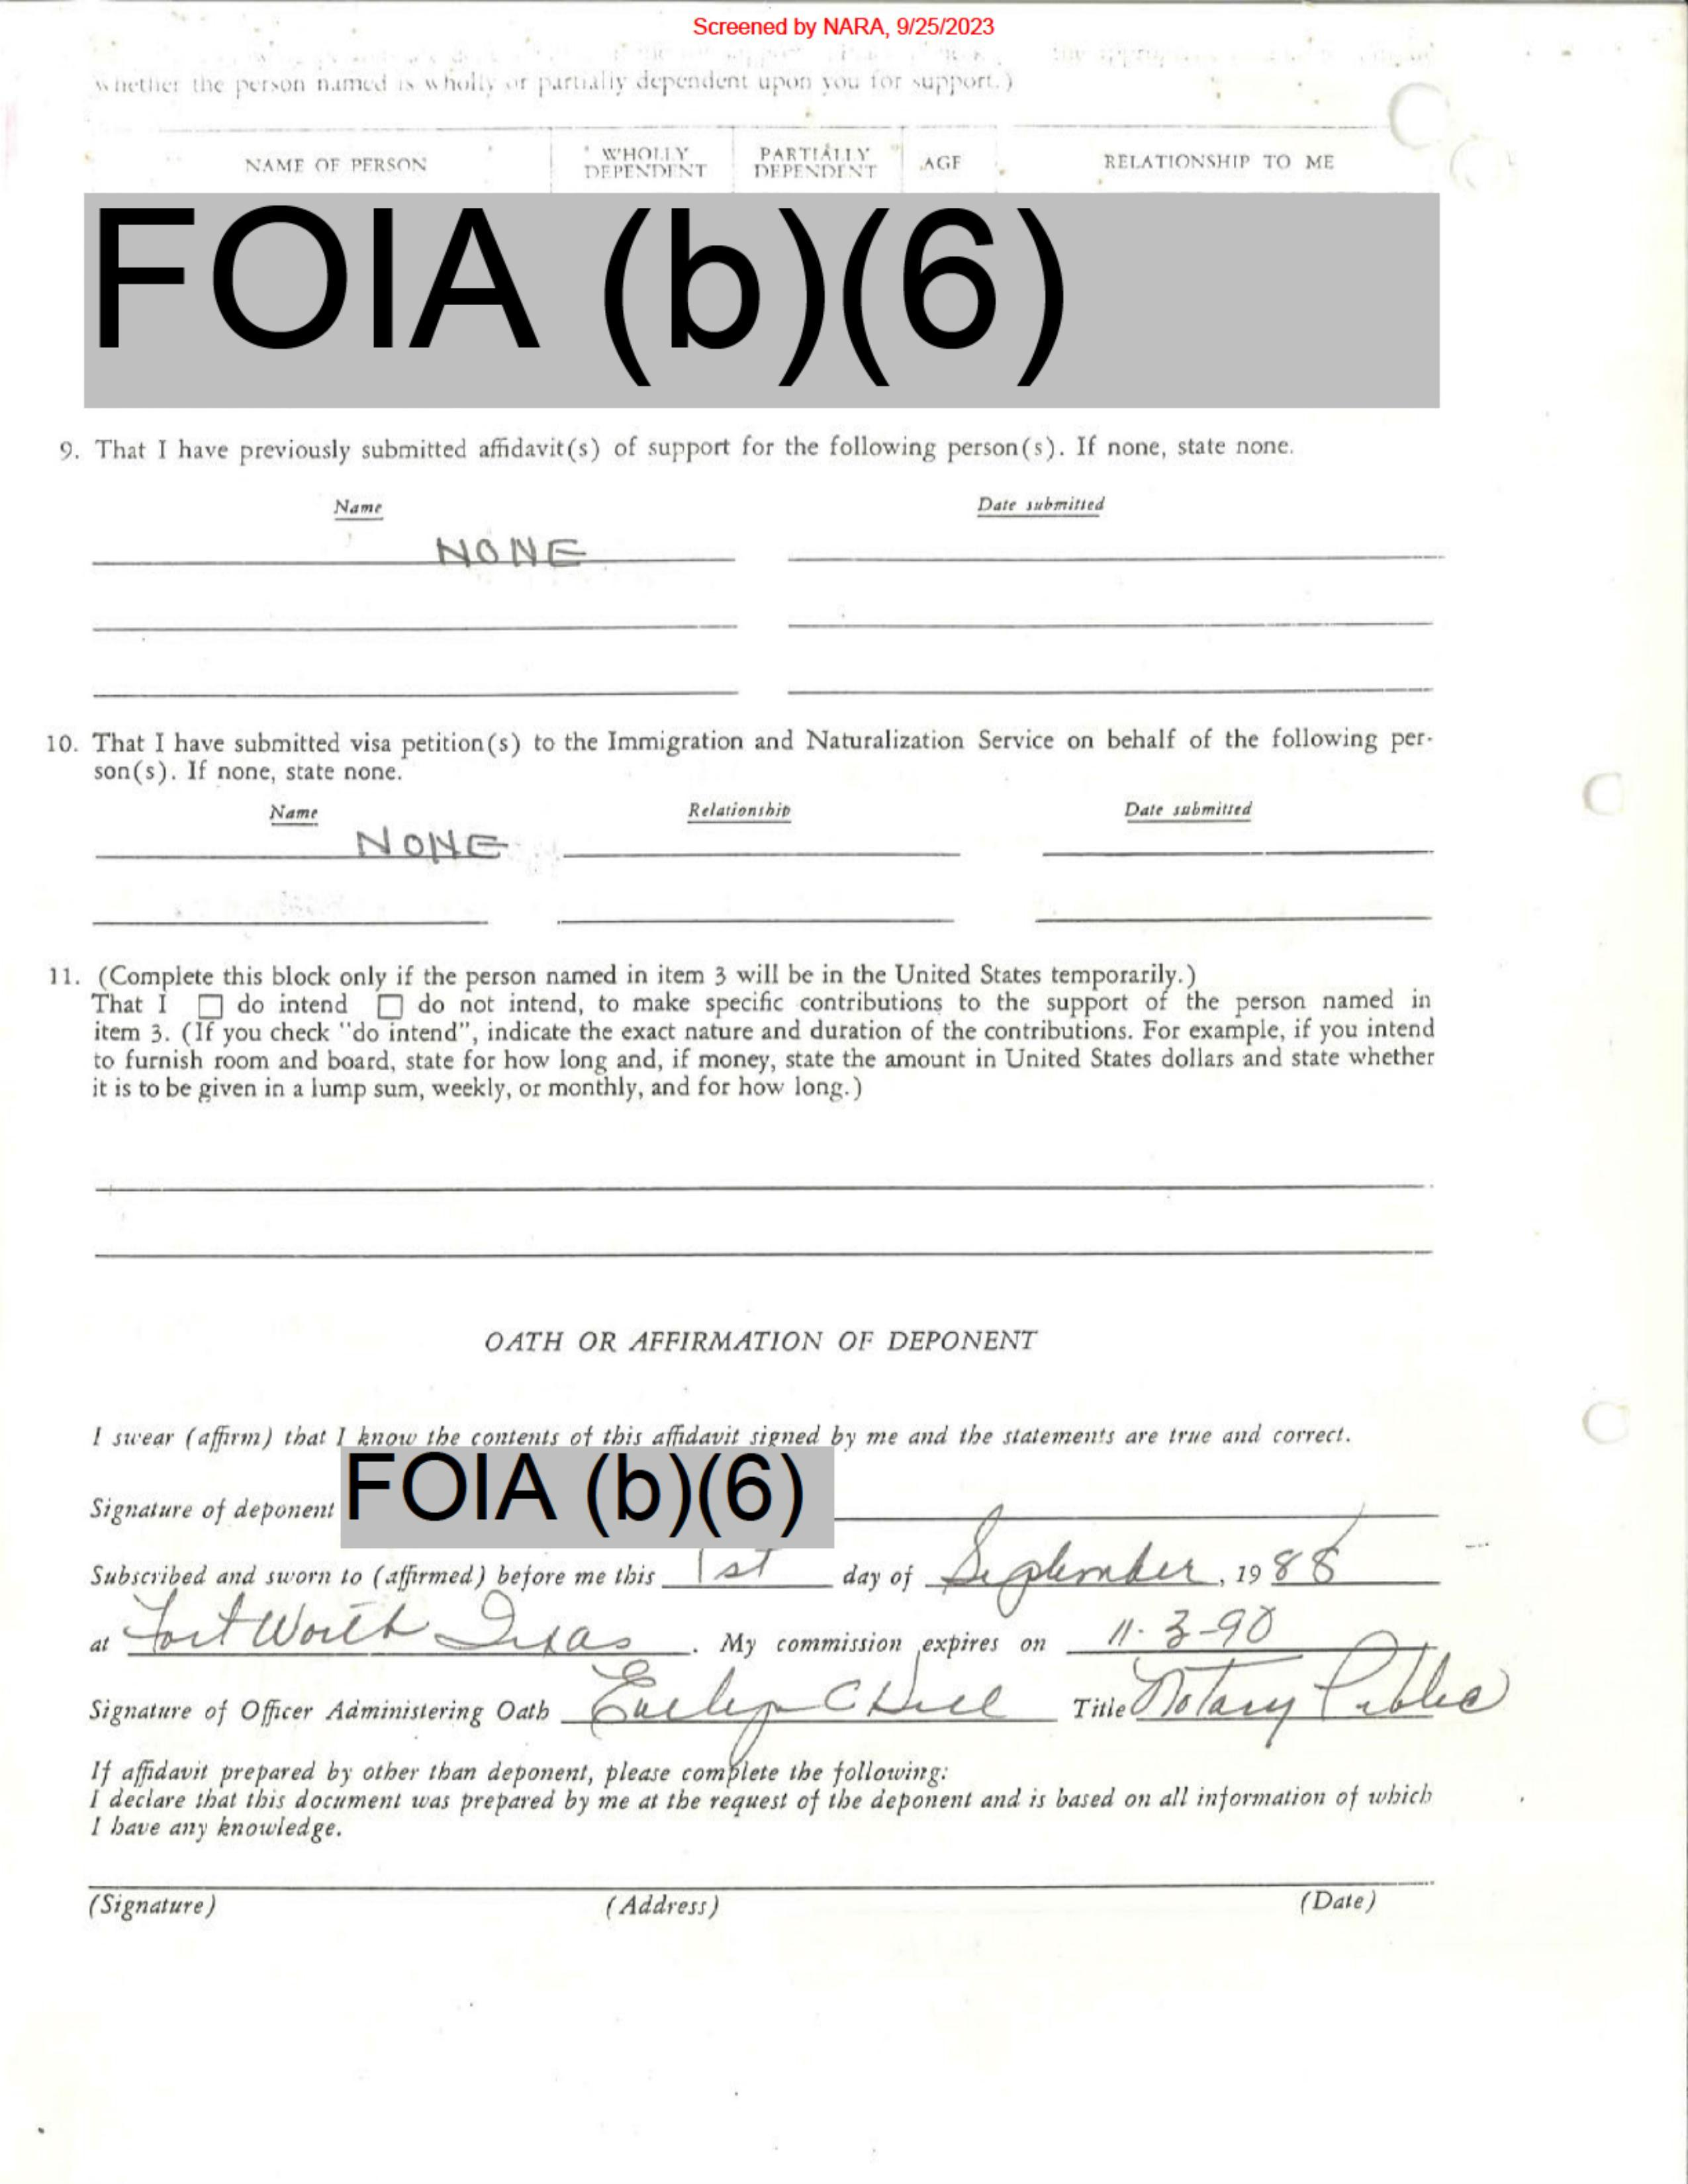 Screened by NARA, 9/25/2023
whether the person named is wholly or partially dependent upon you for support.)
NAME OF PERSON WHOLLY DEPENDENT PARTIALLY DEPENDENT AGE RELATIONSHIP TO ME
FOIA (b)(6)
9. That I have previously submitted affidavit(s) of support for the following person(s). If none, state none.
Name Date submitted
NONE
10. That I have submitted visa petition(s) to the Immigration and Naturalization Service on behalf of the following per-
son(s). If none, state none.
Name Relationship Date submitted
NONE
11. (Complete this block only if the person named in item 3 will be in the United States temporarily.)
That I ☐ do intend ☐ do not intend, to make specific contributions to the support of the person named in
item 3. (If you check "do intend", indicate the exact nature and duration of the contributions. For example, if you intend
to furnish room and board, state for how long and, if money, state the amount in United States dollars and state whether
it is to be given in a lump sum, weekly, or monthly, and for how long.)
OATH OR AFFIRMATION OF DEPONENT
I swear (affirm) that I know the contents of this affidavit signed by me and the statements are true and correct.
Signature of deponent FOIA (b)(6)
Subscribed and sworn to (affirmed) before me this 1st day of September, 1988
at Fort Worth Texas. My commission expires on 11-3-90
Signature of Officer Administering Oath Evelyn C Hill Title Notary Public
If affidavit prepared by other than deponent, please complete the following:
I declare that this document was prepared by me at the request of the deponent and is based on all information of which
I have any knowledge.
(Signature) (Address) (Date)